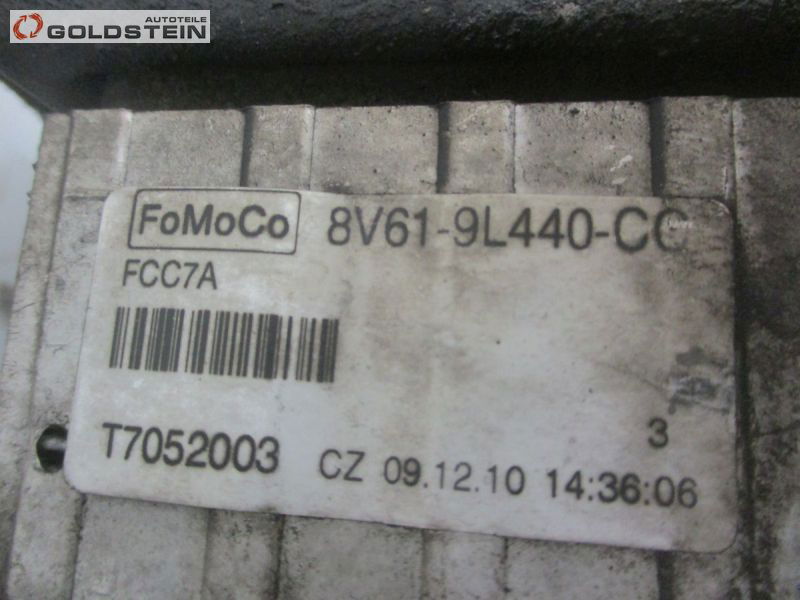 AUTOTEILE
GOLDSTEIN
FoMoCo 8V61-9L440-CC
FCC7A
3
T7052003 CZ 09.12.10 14:36:06